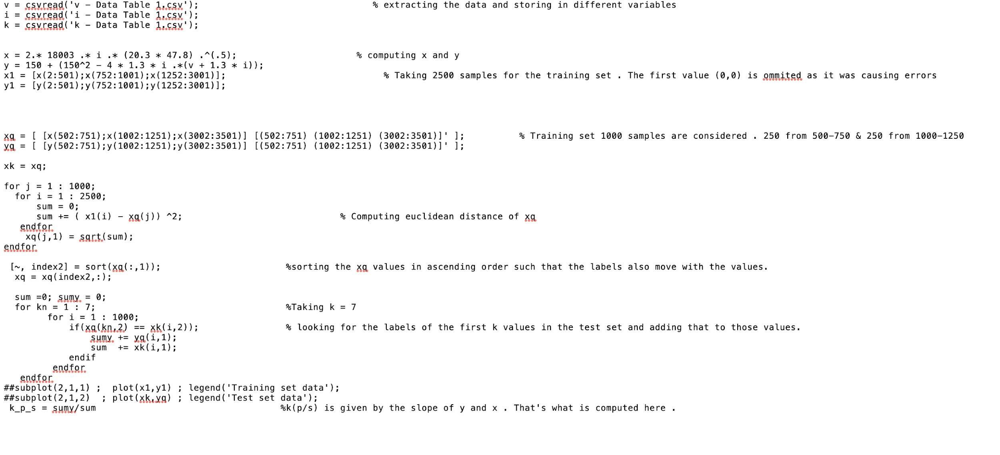 v = csvread('v – Data Table 1.csv'); % extracting the data and storing in different variables
i = csvread('i – Data Table 1.csv');
k = csvread('k – Data Table 1.csv');
x = 2.* 18003 .* i .* (20.3 * 47.8) .^(.5); % computing x and y
y = 150 + (150^2 – 4 * 1.3 * i .*(v + 1.3 * i));
x1 = [x(2:501);x(752:1001);x(1252:3001)]; % Taking 2500 samples for the training set . The first value (0,0) is ommited as it was causing errors
y1 = [y(2:501);y(752:1001);y(1252:3001)];
xq = [ [x(502:751);x(1002:1251);x(3002:3501)] [(502:751) (1002:1251) (3002:3501)]' ]; % Training set 1000 samples are considered . 250 from 500–750 & 250 from 1000–1250
yq = [ [y(502:751);y(1002:1251);y(3002:3501)] [(502:751) (1002:1251) (3002:3501)]' ];
xk = xq;
for j = 1 : 1000;
for i = 1 : 2500;
sum = 0;
sum += ( x1(i) – xq(j)) ^2; % Computing euclidean distance of xq
endfor
xq(j,1) = sqrt(sum);
endfor
[~, index2] = sort(xq(:,1)); %sorting the xq values in ascending order such that the labels also move with the values.
xq = xq(index2,:);
sum =0; sumy = 0;
for kn = 1 : 7; %Taking k = 7
for i = 1 : 1000;
if(xq(kn,2) == xk(i,2)); % looking for the labels of the first k values in the test set and adding that to those values.
sumy += yq(i,1);
sum += xk(i,1);
endif
endfor
endfor
##subplot(2,1,1) ; plot(x1,y1) ; legend('Training set data');
##subplot(2,1,2) ; plot(xk,yq) ; legend('Test set data');
k_p_s = sumy/sum %k(p/s) is given by the slope of y and x . That's what is computed here .